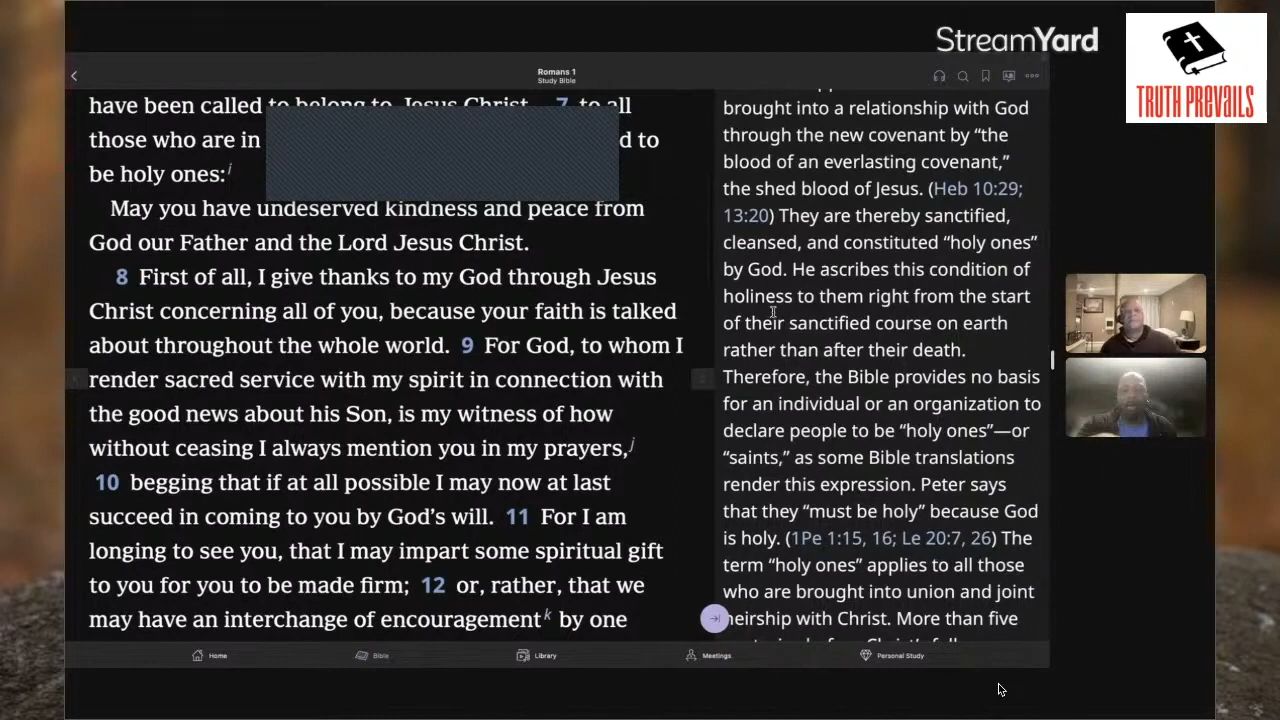 StreamYard
TRUTH PREVAILS
Romans 1
Study Bible
have been called to belong to Jesus Christ— 7 to all
those who are in d to
be holy ones:j
May you have undeserved kindness and peace from
God our Father and the Lord Jesus Christ.
8 First of all, I give thanks to my God through Jesus
Christ concerning all of you, because your faith is talked
about throughout the whole world. 9 For God, to whom I
render sacred service with my spirit in connection with
the good news about his Son, is my witness of how
without ceasing I always mention you in my prayers,j
10 begging that if at all possible I may now at last
succeed in coming to you by God’s will. 11 For I am
longing to see you, that I may impart some spiritual gift
to you for you to be made firm; 12 or, rather, that we
may have an interchange of encouragementk by one
brought into a relationship with God
through the new covenant by “the
blood of an everlasting covenant,”
the shed blood of Jesus. (Heb 10:29;
13:20) They are thereby sanctified,
cleansed, and constituted “holy ones”
by God. He ascribes this condition of
holiness to them right from the start
of their sanctified course on earth
rather than after their death.
Therefore, the Bible provides no basis
for an individual or an organization to
declare people to be “holy ones”—or
“saints,” as some Bible translations
render this expression. Peter says
that they “must be holy” because God
is holy. (1Pe 1:15, 16; Le 20:7, 26) The
term “holy ones” applies to all those
who are brought into union and joint
heirship with Christ. More than five
Home
Bible
Library
Meetings
Personal Study